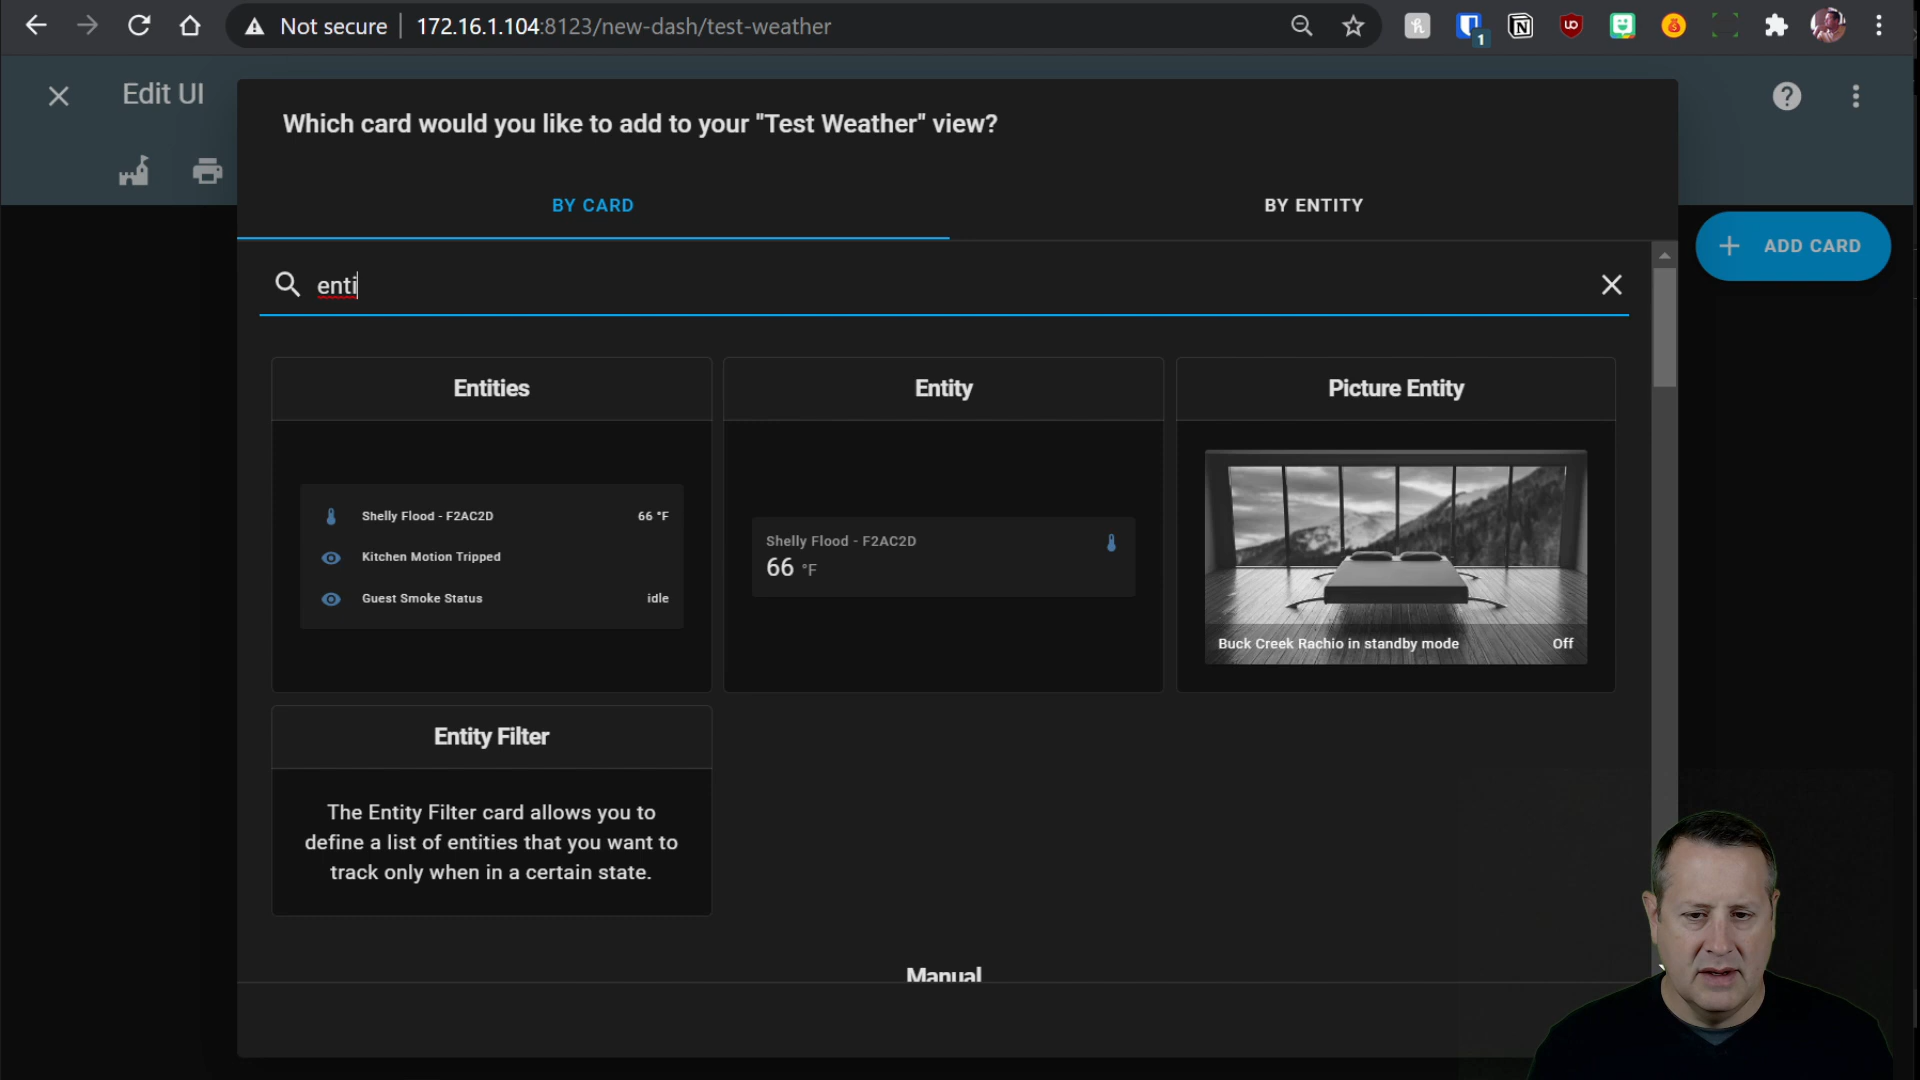 Not secure 172.16.1.104:8123/new-dash/test-weather
1
Edit UI
Which card would you like to add to your "Test Weather" view?
BY CARD
BY ENTITY
ADD CARD
enti
Entities
Shelly Flood - F2AC2D 66 °F
Kitchen Motion Tripped
Guest Smoke Status idle
Entity
Shelly Flood - F2AC2D
66 °F
Picture Entity
Buck Creek Rachio in standby mode Off
Entity Filter
The Entity Filter card allows you to
define a list of entities that you want to
track only when in a certain state.
Manual